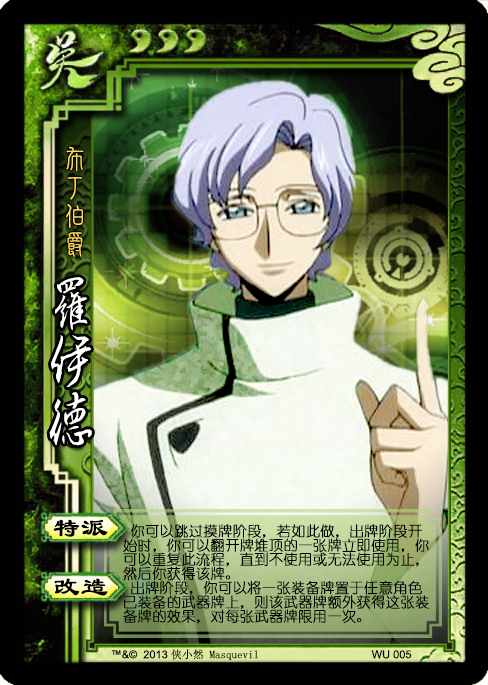 吴
布丁伯爵
羅伊德
特派
你可以跳过摸牌阶段，若如此做，出牌阶段开
始时，你可以翻开牌堆顶的一张牌立即使用，你
可以重复此流程，直到不使用或无法使用为止，
然后你获得该牌。
改造
出牌阶段，你可以将一张装备牌置于任意角色
已装备的武器牌上，则该武器牌额外获得这张装
备牌的效果，对每张武器牌限用一次。
™&© 2013 侠小然 Masquevil
WU 005